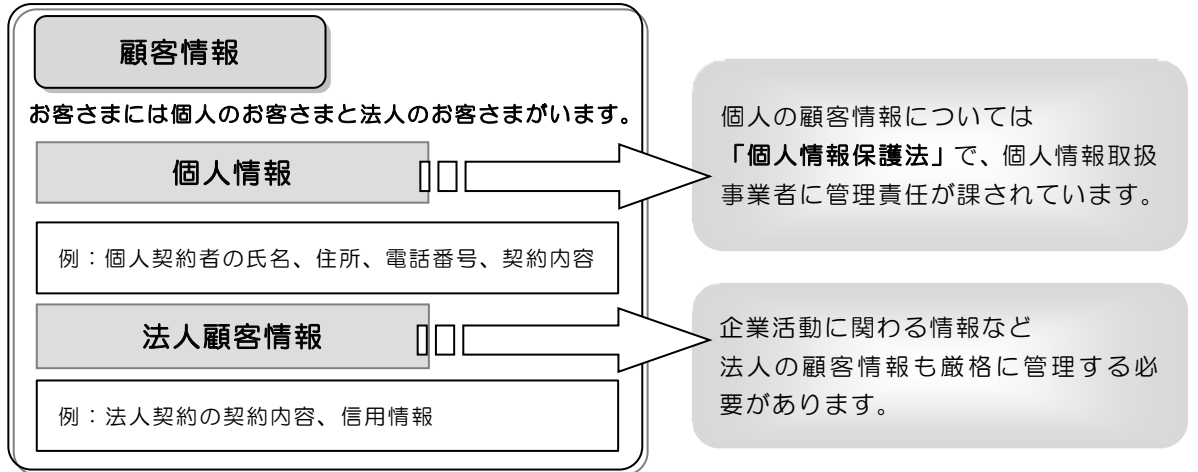 顧客情報
お客さまには個人のお客さまと法人のお客さまがいます。
個人情報
例：個人契約者の氏名、住所、電話番号、契約内容
個人の顧客情報については
「個人情報保護法」で、個人情報取扱
事業者に管理責任が課されています。
法人顧客情報
例：法人契約の契約内容、信用情報
企業活動に関わる情報など
法人の顧客情報も厳格に管理する必
要があります。